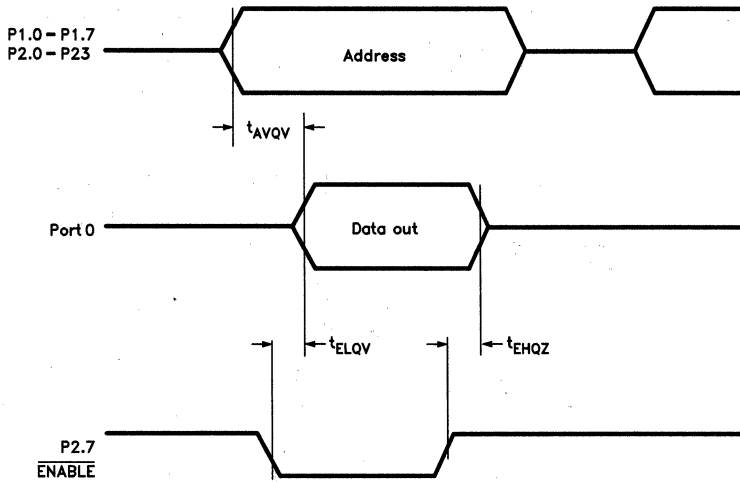 P1.0 – P1.7
P2.0 – P23
Address
tAVQV
Port 0
Data out
tELQV
tEHQZ
P2.7
ENABLE